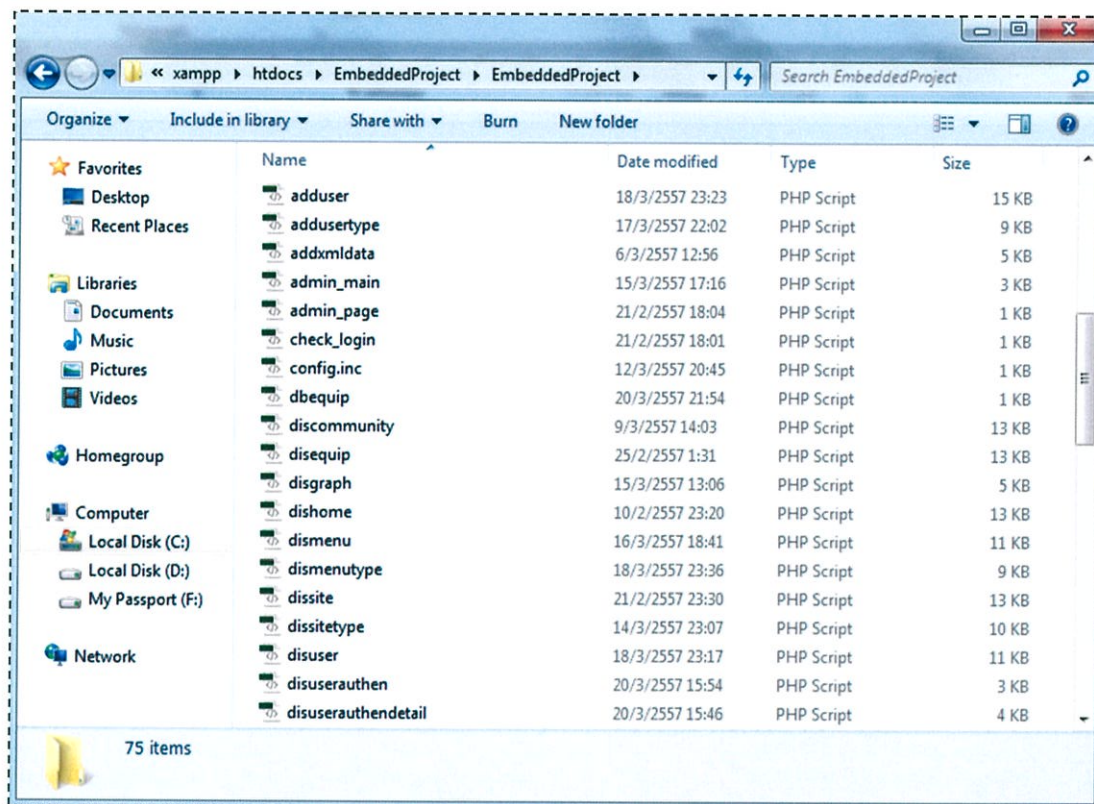 « xampp ▸ htdocs ▸ EmbeddedProject ▸ EmbeddedProject ▸ Search EmbeddedProject
Organize Include in library Share with Burn New folder
Favorites
Desktop
Recent Places
Libraries
Documents
Music
Pictures
Videos
Homegroup
Computer
Local Disk (C:)
Local Disk (D:)
My Passport (F:)
Network
Name Date modified Type Size
adduser 18/3/2557 23:23 PHP Script 15 KB
addusertype 17/3/2557 22:02 PHP Script 9 KB
addxmldata 6/3/2557 12:56 PHP Script 5 KB
admin_main 15/3/2557 17:16 PHP Script 3 KB
admin_page 21/2/2557 18:04 PHP Script 1 KB
check_login 21/2/2557 18:01 PHP Script 1 KB
config.inc 12/3/2557 20:45 PHP Script 1 KB
dbequip 20/3/2557 21:54 PHP Script 1 KB
discommunity 9/3/2557 14:03 PHP Script 13 KB
disequip 25/2/2557 1:31 PHP Script 13 KB
disgraph 15/3/2557 13:06 PHP Script 5 KB
dishome 10/2/2557 23:20 PHP Script 13 KB
dismenu 16/3/2557 18:41 PHP Script 11 KB
dismenutype 18/3/2557 23:36 PHP Script 9 KB
dissite 21/2/2557 23:30 PHP Script 13 KB
dissitetype 14/3/2557 23:07 PHP Script 10 KB
disuser 18/3/2557 23:17 PHP Script 11 KB
disuserauthen 20/3/2557 15:54 PHP Script 3 KB
disuserauthendetail 20/3/2557 15:46 PHP Script 4 KB
75 items